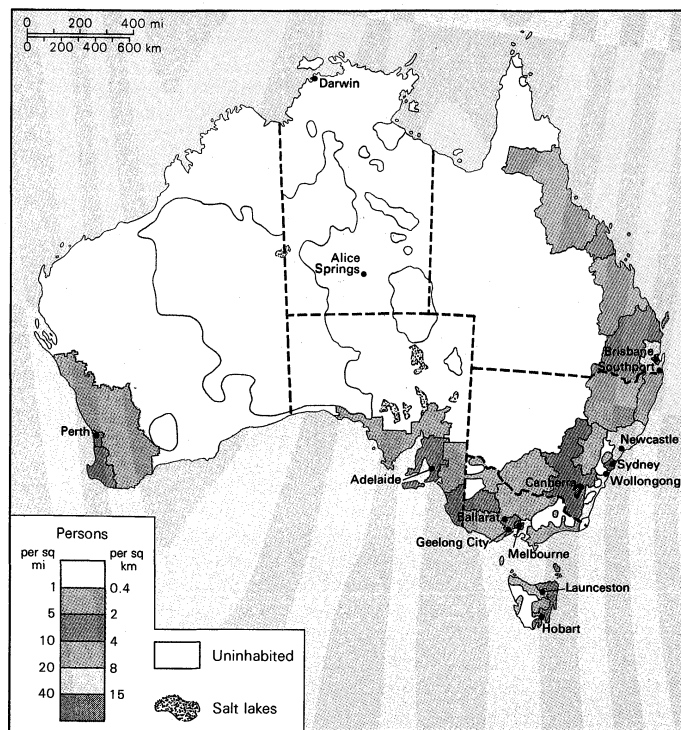 0 200 400 mi
0 200 400 600 km
Darwin
Alice
Springs
Brisbane
Southport
Perth
Newcastle
Sydney
Wollongong
Adelaide
Canberra
Ballarat
Geelong City
Melbourne
Launceston
Hobart
Persons
per sq
mi
per sq
km
1 0.4
5 2
10 4
20 8
40 15
Uninhabited
Salt lakes